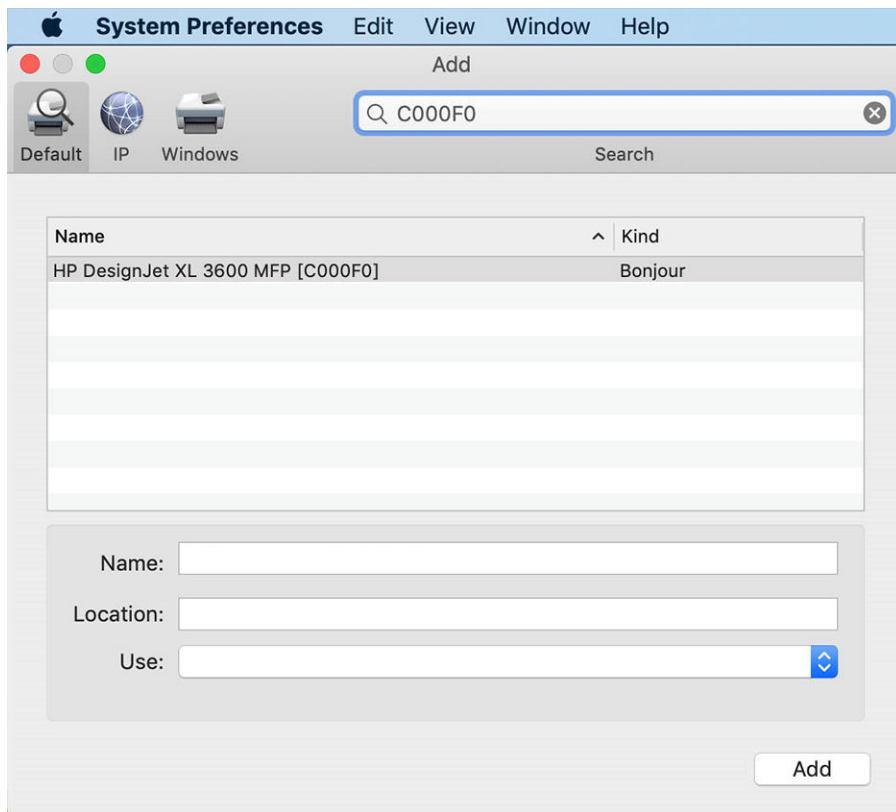 System Preferences Edit View Window Help
Add
C000F0
Default IP Windows Search
Name Kind
HP DesignJet XL 3600 MFP [C000F0] Bonjour
Name:
Location:
Use:
Add